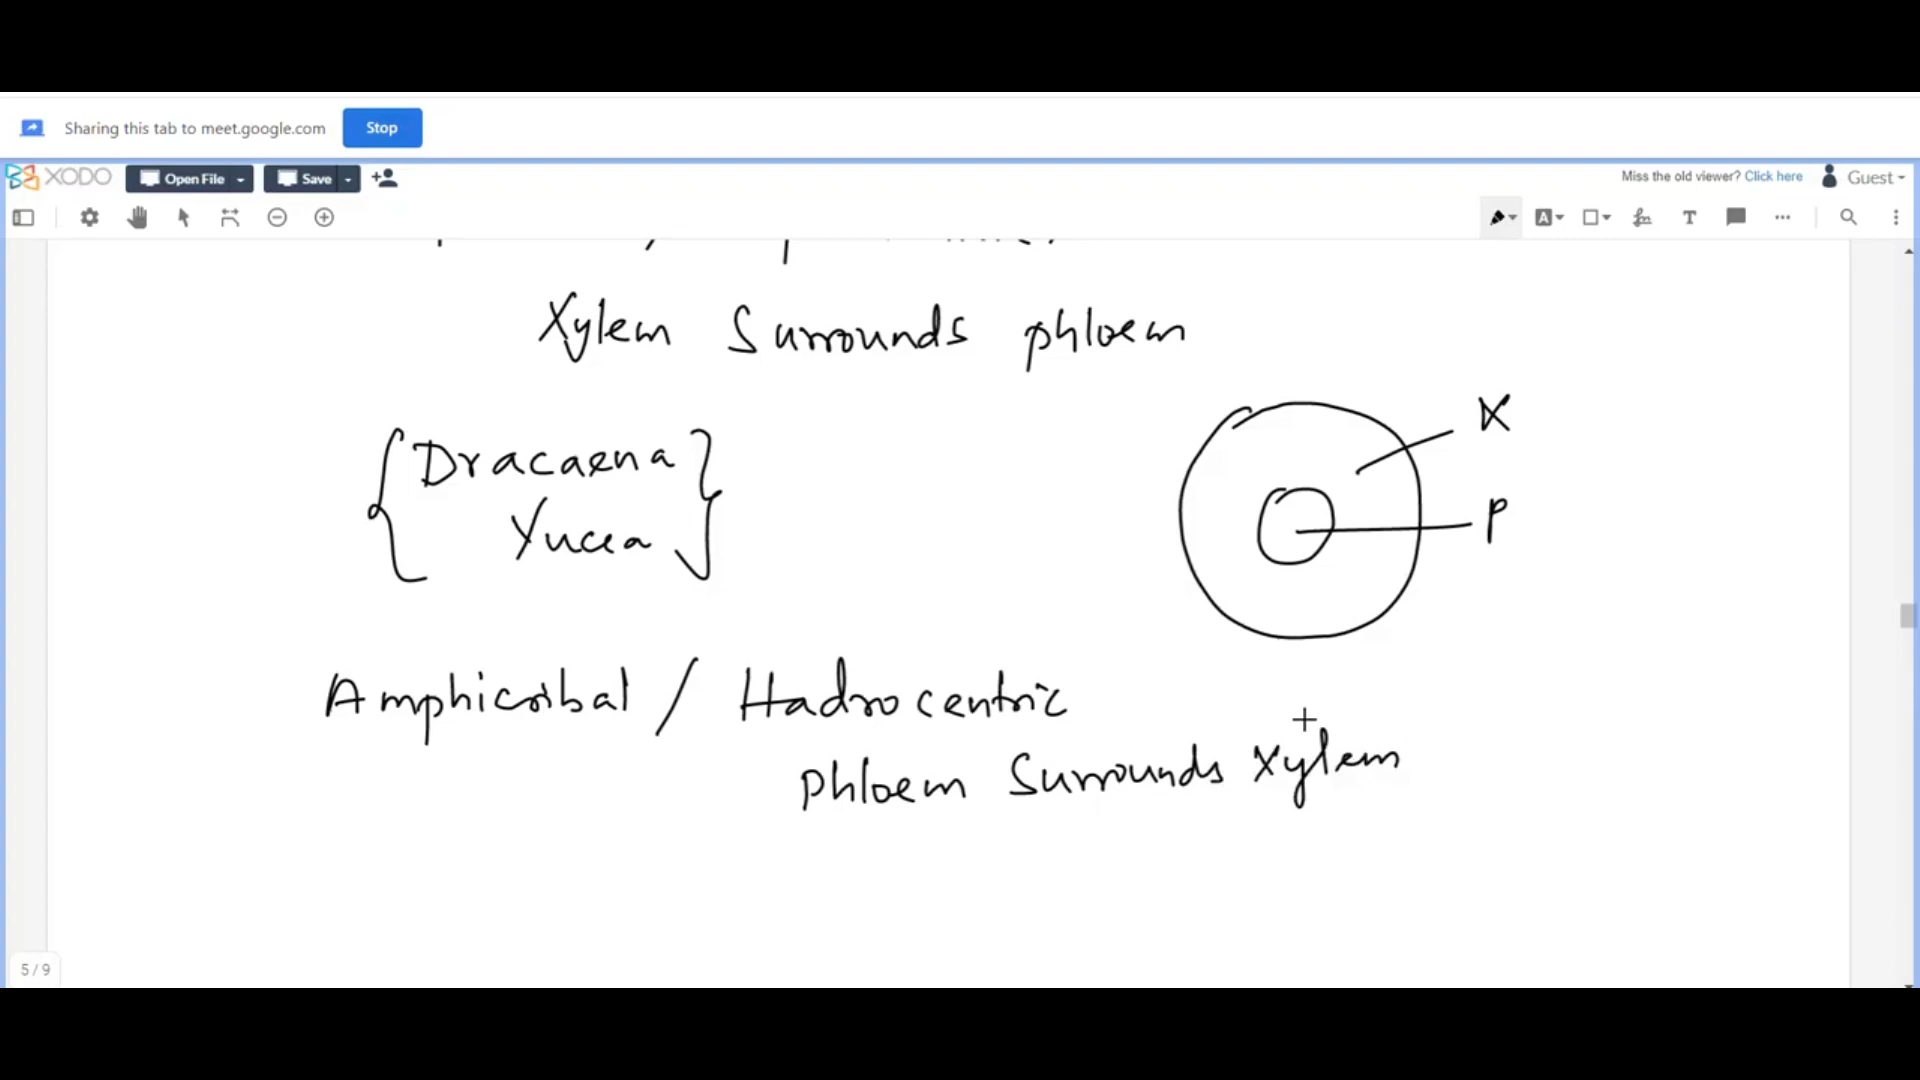 Sharing this tab to meet.google.com Stop
XODO Open File Save Miss the old viewer? Click here Guest
Xylem Surrounds phloem
X
Dracaena
P
Yucca
Amphicribal / Hadrocentric
phloem Surrounds Xylem
5 / 9